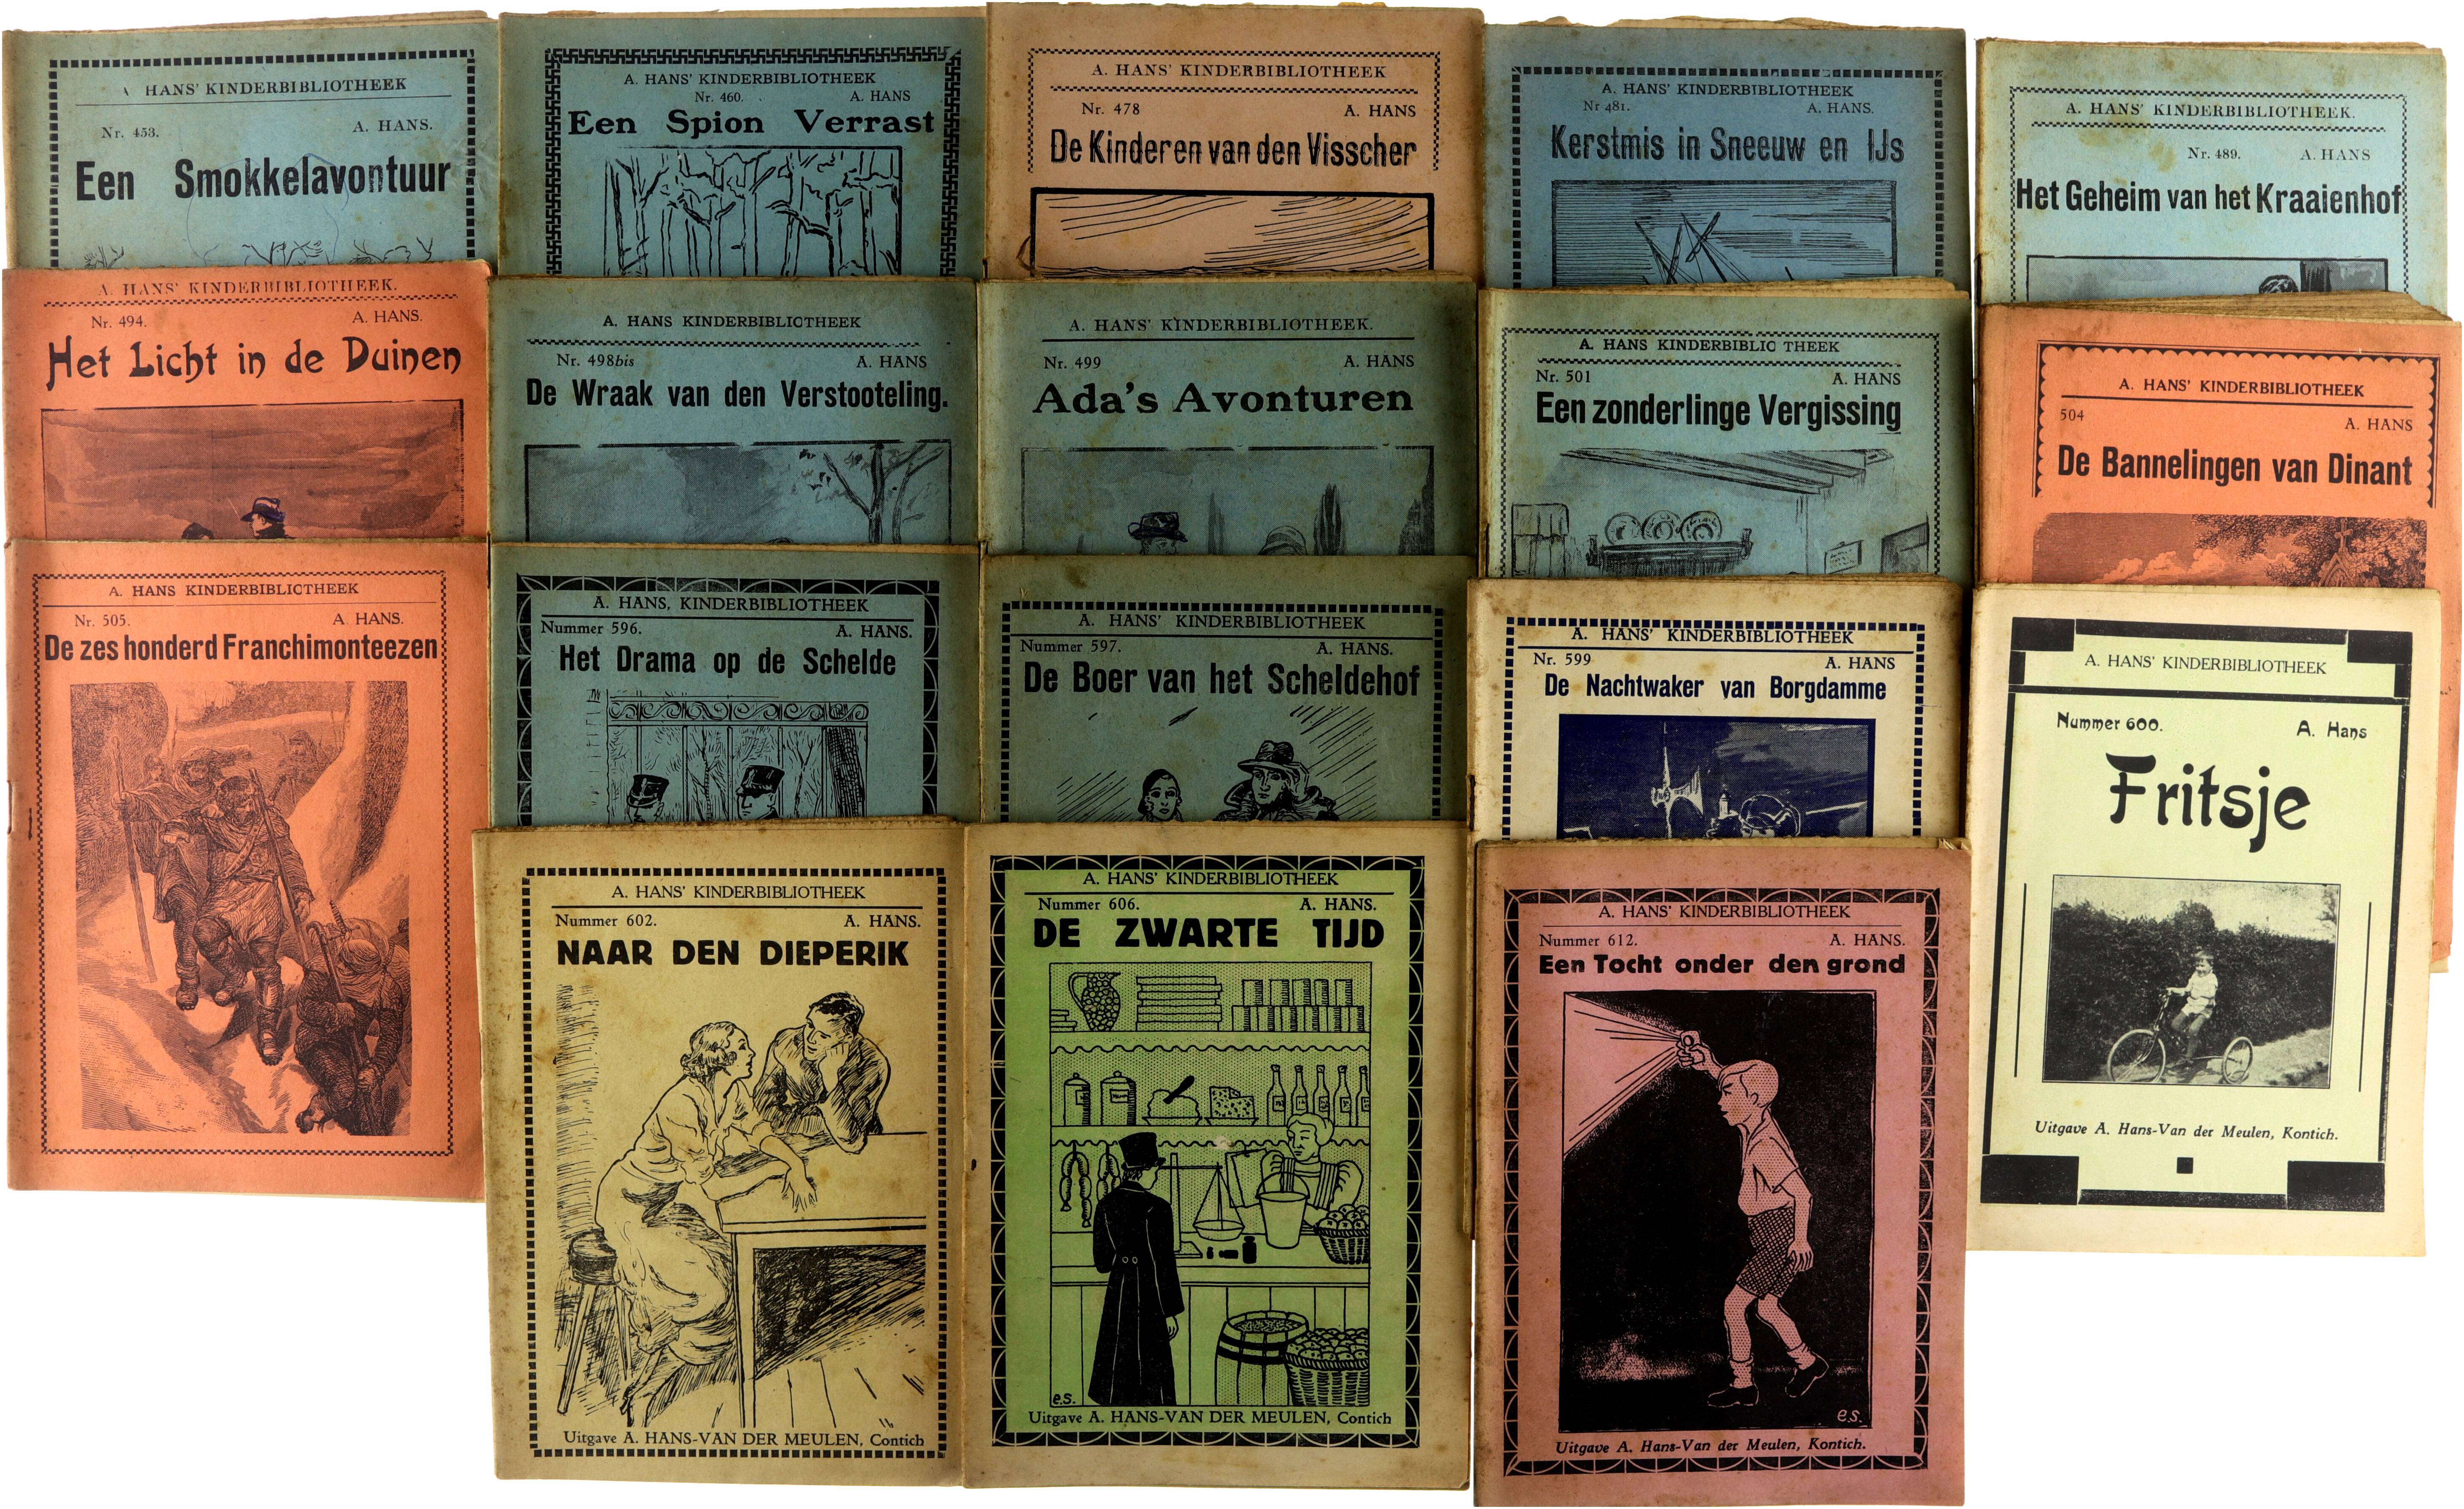 A HANS' KINDERBIBLIOTHEEK
Nr. 453. A. HANS.
Een Smokkelavontuur
A. HANS' KINDERBIBLIOTHEEK
Nr. 460. A. HANS
Een Spion Verrast
A. HANS' KINDERBIBLIOTHEEK
Nr. 478 A. HANS
De Kinderen van den Visscher
A. HANS' KINDERBIBLIOTHEEK
Nr 481. A. HANS.
Kerstmis in Sneeuw en IJs
A. HANS' KINDERBIBLIOTHEEK.
Nr. 489. A. HANS
Het Geheim van het Kraaienhof
A. HANS' KINDERBIBLIOTHEEK.
Nr. 494. A. HANS.
Het Licht in de Duinen
A. HANS KINDERBIBLIOTHEEK
Nr. 498bis A. HANS
De Wraak van den Verstooteling.
A. HANS' KINDERBIBLIOTHEEK.
Nr. 499 A. HANS
Ada's Avonturen
A. HANS KINDERBIBLIO THEEK
Nr. 501 A. HANS
Een zonderlinge Vergissing
A. HANS' KINDERBIBLIOTHEEK
504 A. HANS
De Bannelingen van Dinant
A. HANS KINDERBIBLIOTHEEK
Nr. 505. A HANS.
De zes honderd Franchimonteezen
A. HANS, KINDERBIBLIOTHEEK
Nummer 596. A. HANS.
Het Drama op de Schelde
A. HANS' KINDERBIBLIOTHEEK
Nummer 597. A. HANS.
De Boer van het Scheldehof
A. HANS' KINDERBIBLIOTHEEK
Nr. 599 A. HANS
De Nachtwaker van Borgdamme
A. HANS' KINDERBIBLIOTHEEK
Nummer 600. A. Hans
Fritsje
Uitgave A. Hans-Van der Meulen, Kontich.
A. HANS' KINDERBIBLIOTHEEK
Nummer 602. A. HANS.
NAAR DEN DIEPERIK
Uitgave A. HANS-VAN DER MEULEN, Contich
A. HANS' KINDERBIBLIOTHEEK
Nummer 606. A. HANS.
DE ZWARTE TIJD
e.s.
Uitgave A. HANS-VAN DER MEULEN, Contich
A. HANS' KINDERBIBLIOTHEEK
Nummer 612. A. HANS.
Een Tocht onder den grond
e.s.
Uitgave A. Hans-Van der Meulen, Kontich.